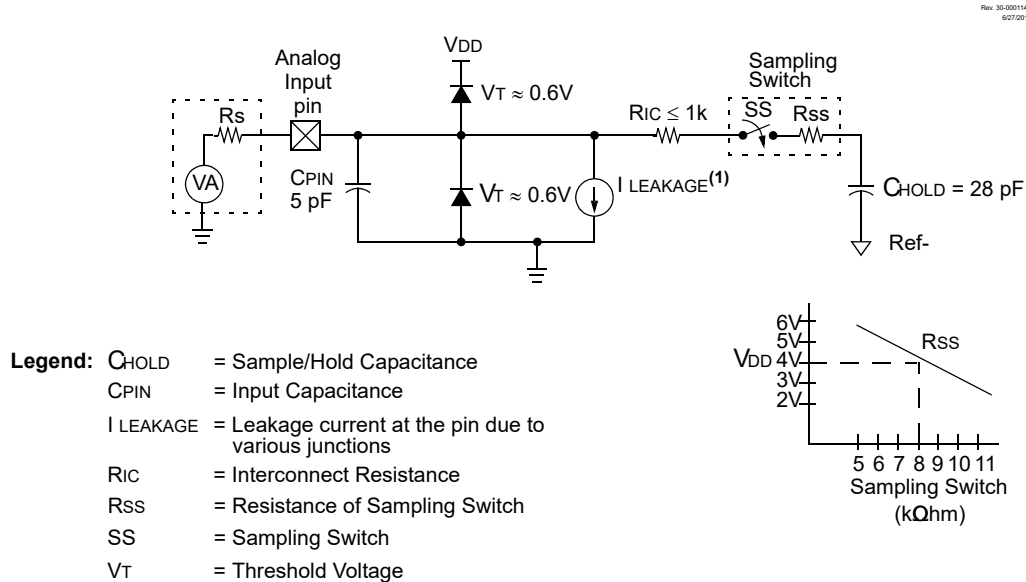 Rev. 30-000114
6/27/201
Analog
Input
pin
VDD
Sampling
Switch
VT ≈ 0.6V
RIC ≤ 1k
SS
RSS
Rs
VA
CPIN
5 pF
VT ≈ 0.6V
I LEAKAGE(1)
CHOLD = 28 pF
Ref-
Legend:
CHOLD = Sample/Hold Capacitance
CPIN = Input Capacitance
I LEAKAGE = Leakage current at the pin due to
various junctions
RIC = Interconnect Resistance
RSS = Resistance of Sampling Switch
SS = Sampling Switch
VT = Threshold Voltage
6V
5V
RSS
VDD 4V
3V
2V
5 6 7 8 9 10 11
Sampling Switch
(kΩhm)